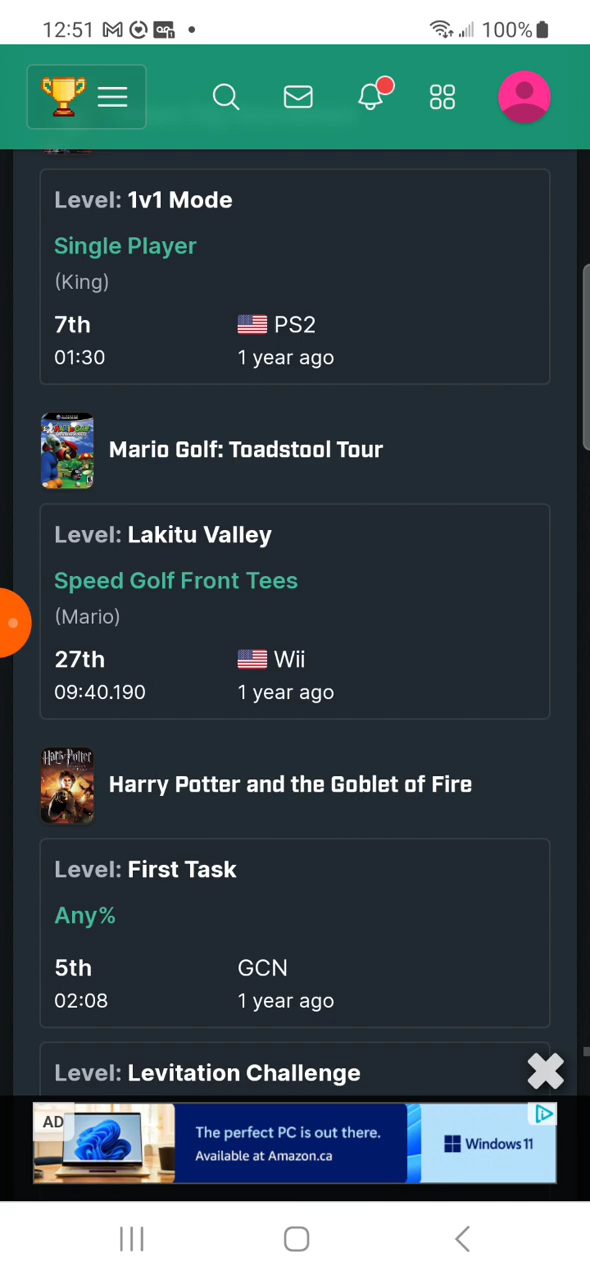 12:51 100%
Level: 1v1 Mode
Single Player
(King)
7th PS2
01:30 1 year ago
Mario Golf: Toadstool Tour
Level: Lakitu Valley
Speed Golf Front Tees
(Mario)
27th Wii
09:40.190 1 year ago
Harry Potter
Harry Potter and the Goblet of Fire
Level: First Task
Any%
5th GCN
02:08 1 year ago
Level: Levitation Challenge
AD
The perfect PC is out there.
Available at Amazon.ca
Windows 11